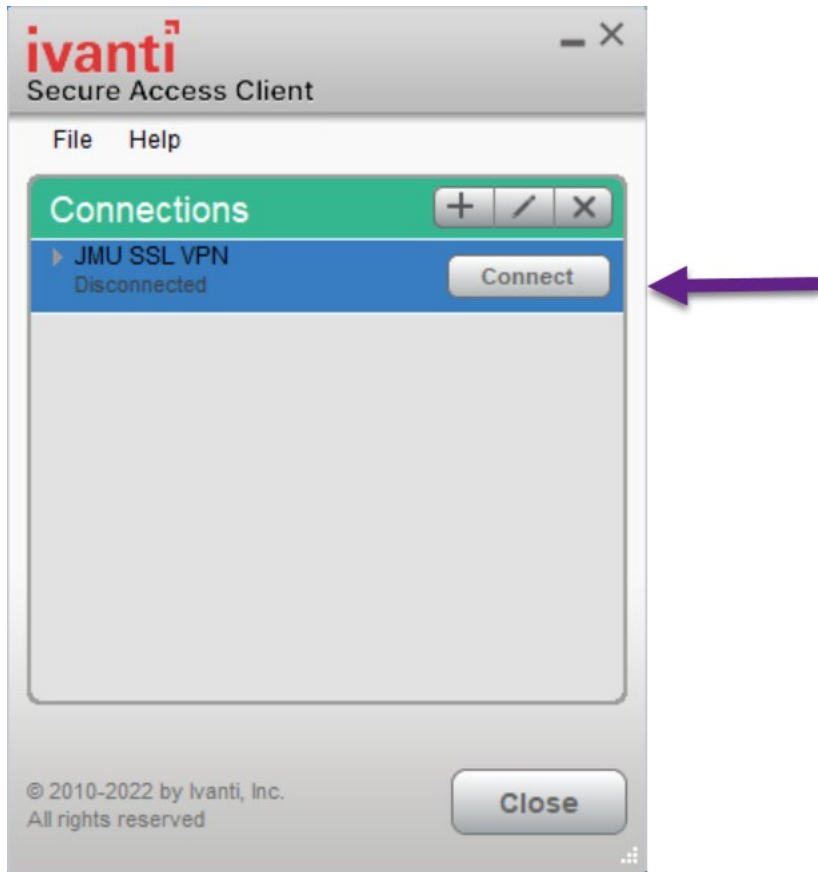 ivanti
Secure Access Client
File Help
Connections
JMU SSL VPN
Disconnected
Connect
© 2010-2022 by Ivanti, Inc.
All rights reserved
Close